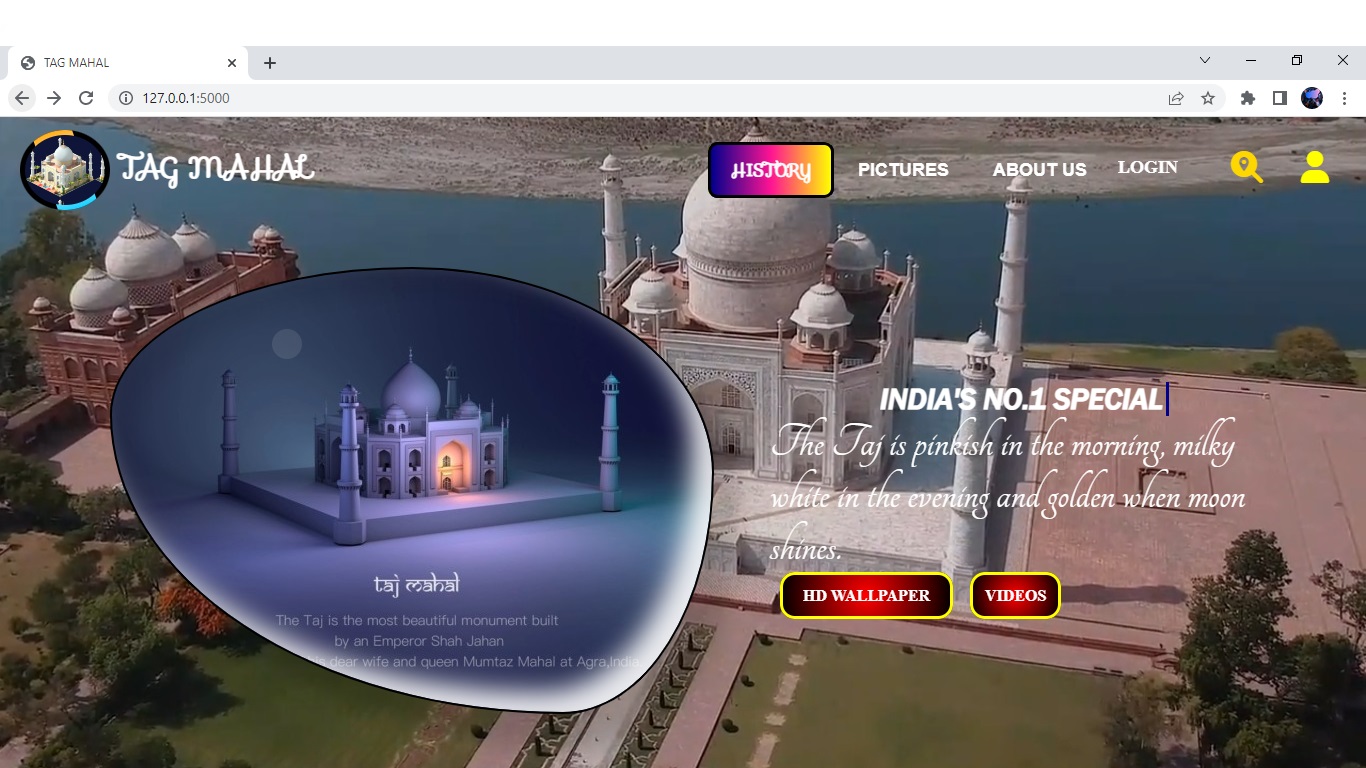 TAG MAHAL
127.0.0.1:5000
TAG MAHAL
HISTORY
PICTURES
ABOUT US
LOGIN
INDIA'S NO.1 SPECIAL
The Taj is pinkish in the morning, milky
white in the evening and golden when moon
shines.
HD WALLPAPER
VIDEOS
taj mahal
The Taj is the most beautiful monument built
by an Emperor Shah Jahan
dear wife and queen Mumtaz Mahal at Agra,India.